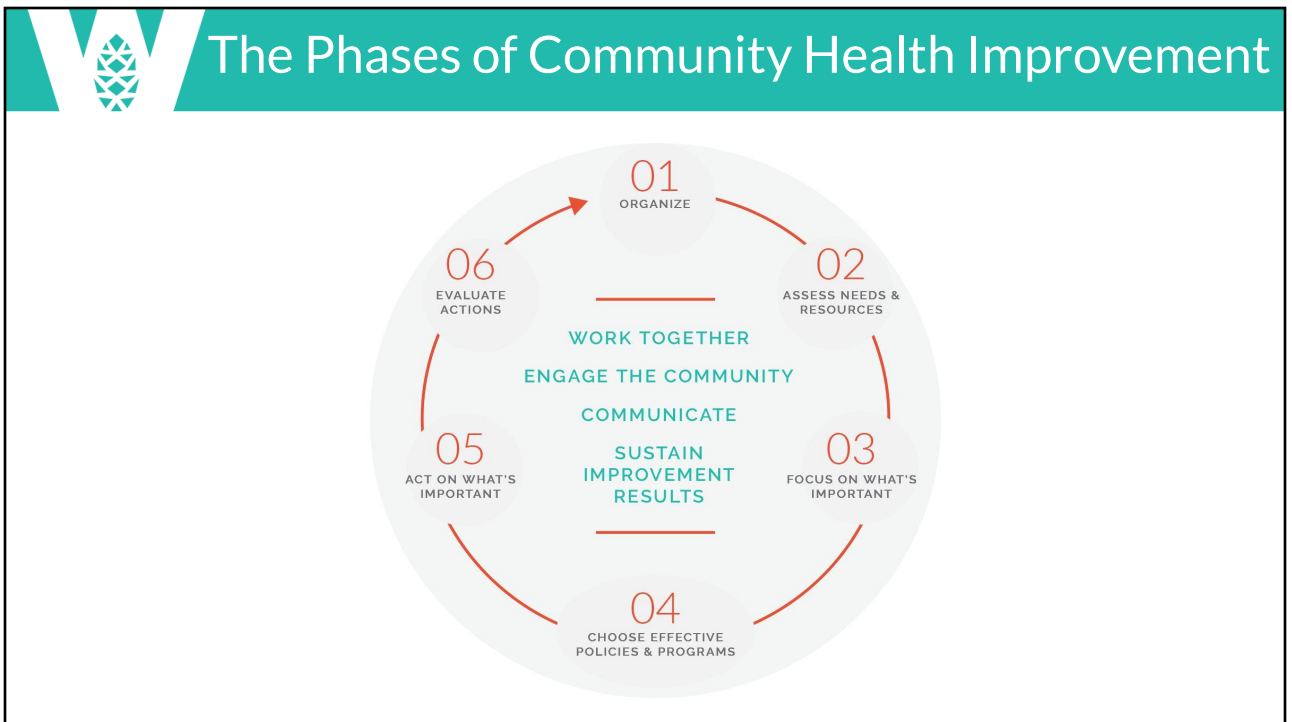 The Phases of Community Health Improvement
01
ORGANIZE
02
ASSESS NEEDS &
RESOURCES
03
FOCUS ON WHAT'S
IMPORTANT
04
CHOOSE EFFECTIVE
POLICIES & PROGRAMS
05
ACT ON WHAT'S
IMPORTANT
06
EVALUATE
ACTIONS
WORK TOGETHER
ENGAGE THE COMMUNITY
COMMUNICATE
SUSTAIN
IMPROVEMENT
RESULTS